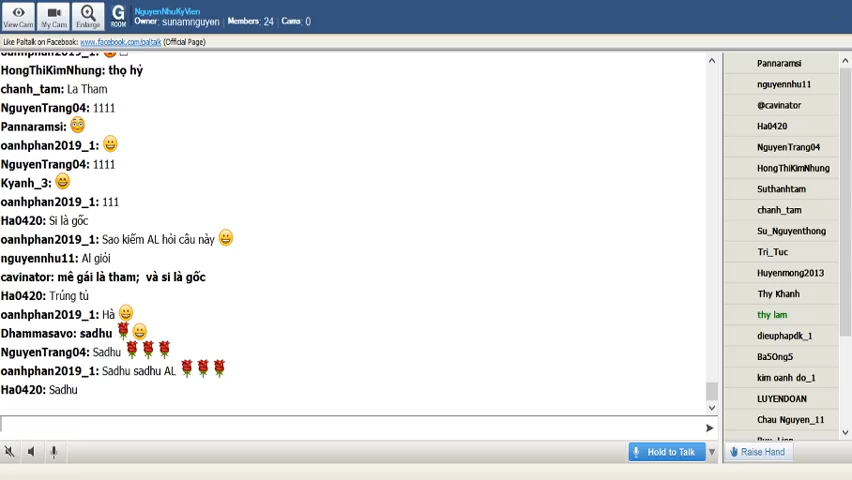 NguyenNhuKyVien
Owner: sunamnguyen | Members: 24 | Cams: 0
View Cam
My Cam
Enlarge
G
ROOM
Like Paltalk on Facebook: www.facebook.com/paltalk (Official Page)
oanhphan2019_1:
HongThiKimNhung: thọ hỷ
chanh_tam: La Tham
NguyenTrang04: 1111
Pannaramsi:
oanhphan2019_1:
NguyenTrang04: 1111
Kyanh_3:
oanhphan2019_1: 111
Ha0420: Si là gốc
oanhphan2019_1: Sao kiếm AL hỏi câu này
nguyennhu11: Al giỏi
cavinator: mê gái là tham; và si là gốc
Ha0420: Trúng tủ
oanhphan2019_1: Hà
Dhammasavo: sadhu
NguyenTrang04: Sadhu
oanhphan2019_1: Sadhu sadhu AL
Ha0420: Sadhu
Hold to Talk
Pannaramsi
nguyennhu11
@cavinator
Ha0420
NguyenTrang04
HongThiKimNhung
Suthanhtam
chanh_tam
Su_Nguyenthong
Tri_Tuc
Huyenmong2013
Thy Khanh
thy lam
dieuphapdk_1
Ba5Ong5
kim oanh do_1
LUYENDOAN
Chau Nguyen_11
Raise Hand